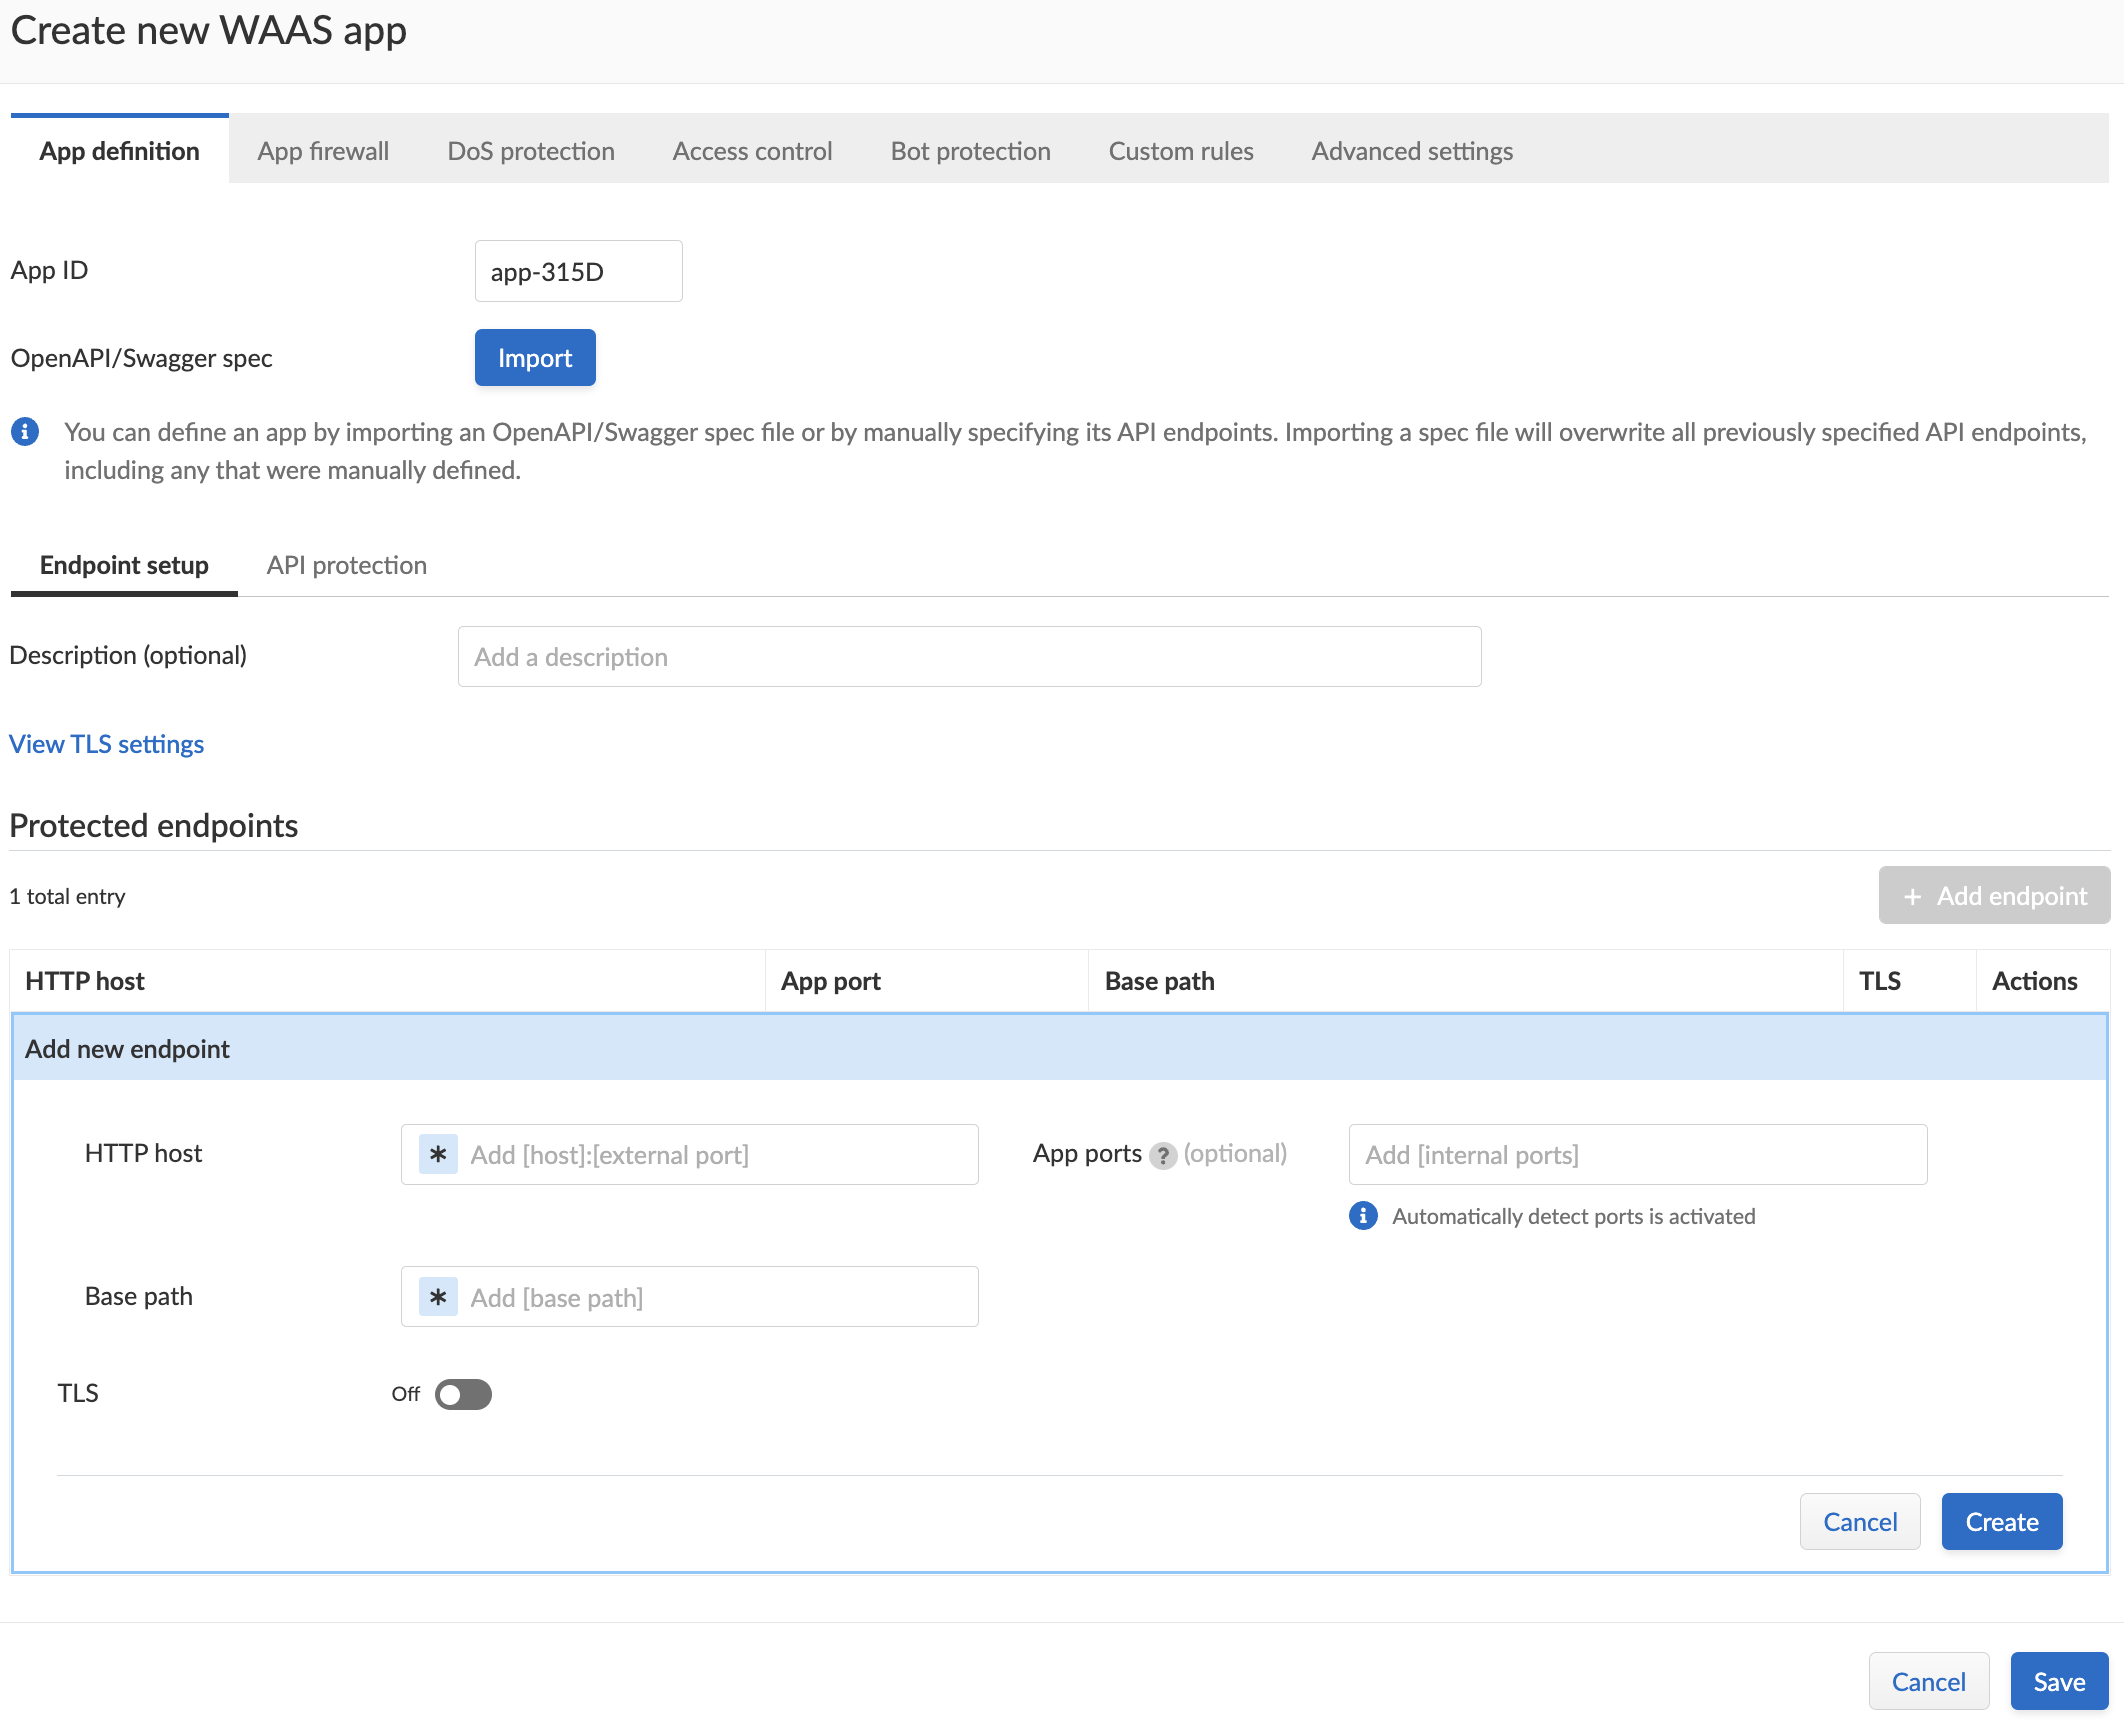 Create new WAAS app
App definition App firewall DoS protection Access control Bot protection Custom rules Advanced settings
App ID app-315D
OpenAPI/Swagger spec Import
You can define an app by importing an OpenAPI/Swagger spec file or by manually specifying its API endpoints. Importing a spec file will overwrite all previously specified API endpoints,
including any that were manually defined.
Endpoint setup API protection
Description (optional) Add a description
View TLS settings
Protected endpoints
1 total entry + Add endpoint
HTTP host App port Base path TLS Actions
Add new endpoint
HTTP host * Add [host]:[external port] App ports ? (optional) Add [internal ports]
Automatically detect ports is activated
Base path * Add [base path]
TLS Off
Cancel Create
Cancel Save